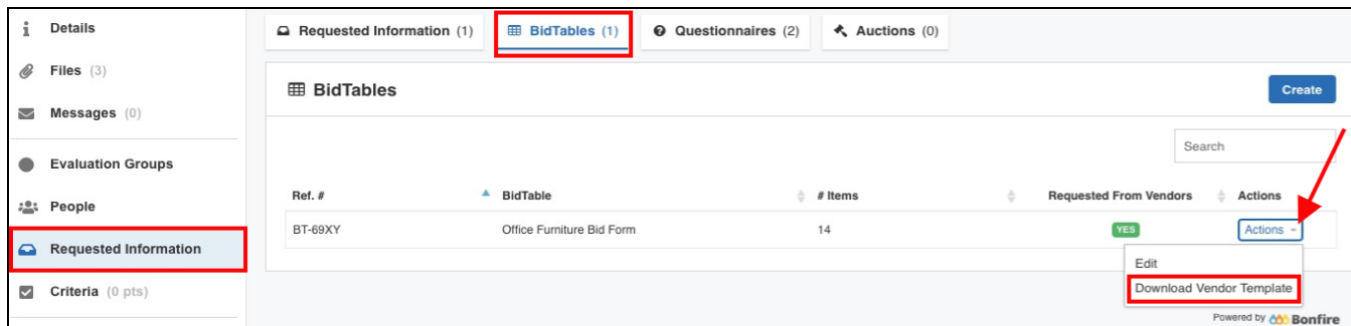 Details
Files (3)
Messages (0)
Evaluation Groups
People
Requested Information
Criteria (0 pts)
Requested Information (1) BidTables (1) Questionnaires (2) Auctions (0)
BidTables Create
Search
Ref. # BidTable # Items Requested From Vendors Actions
BT-69XY Office Furniture Bid Form 14 YES Actions
Edit
Download Vendor Template
Powered by Bonfire